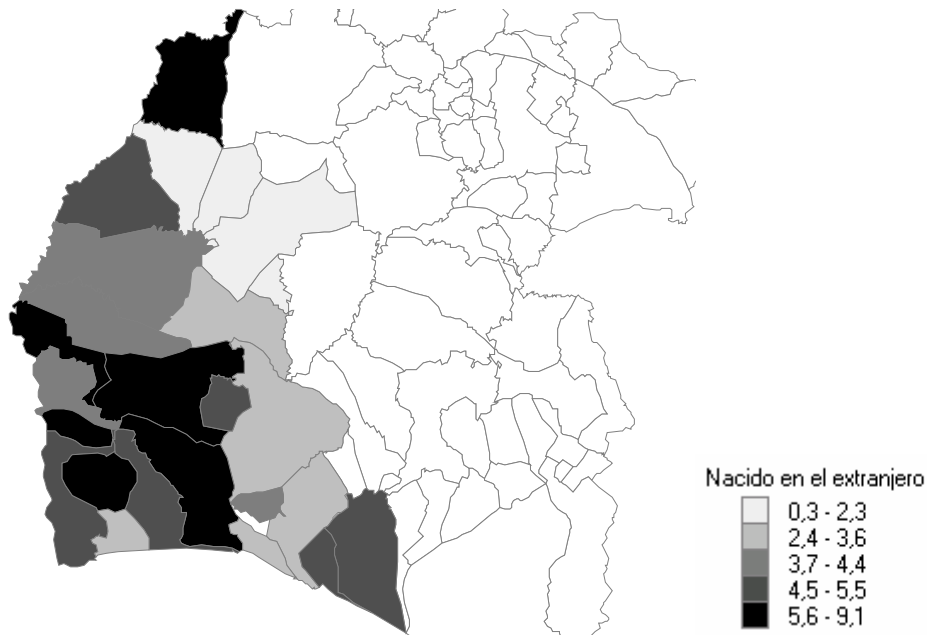 Nacido en el extranjero
0,3 - 2,3
2,4 - 3,6
3,7 - 4,4
4,5 - 5,5
5,6 - 9,1